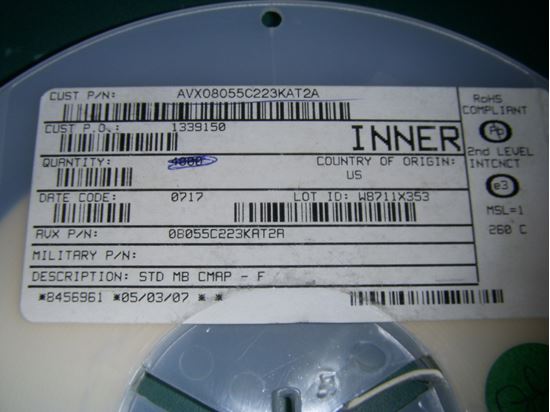 CUST P/N: AVX08055C223KAT2A
CUST P.O.: 1339150
INNER
QUANTITY: 4000
COUNTRY OF ORIGIN:
US
DATE CODE: 0717
LOT ID: W8711X353
AVX P/N: 08055C223KAT2A
MILITARY P/N:
DESCRIPTION: STD MB CMAP - F
*8456961 *05/03/07 * *
RoHS
COMPLIANT
Pb
2nd LEVEL
INTCNCT
e3
MSL=1
260°C